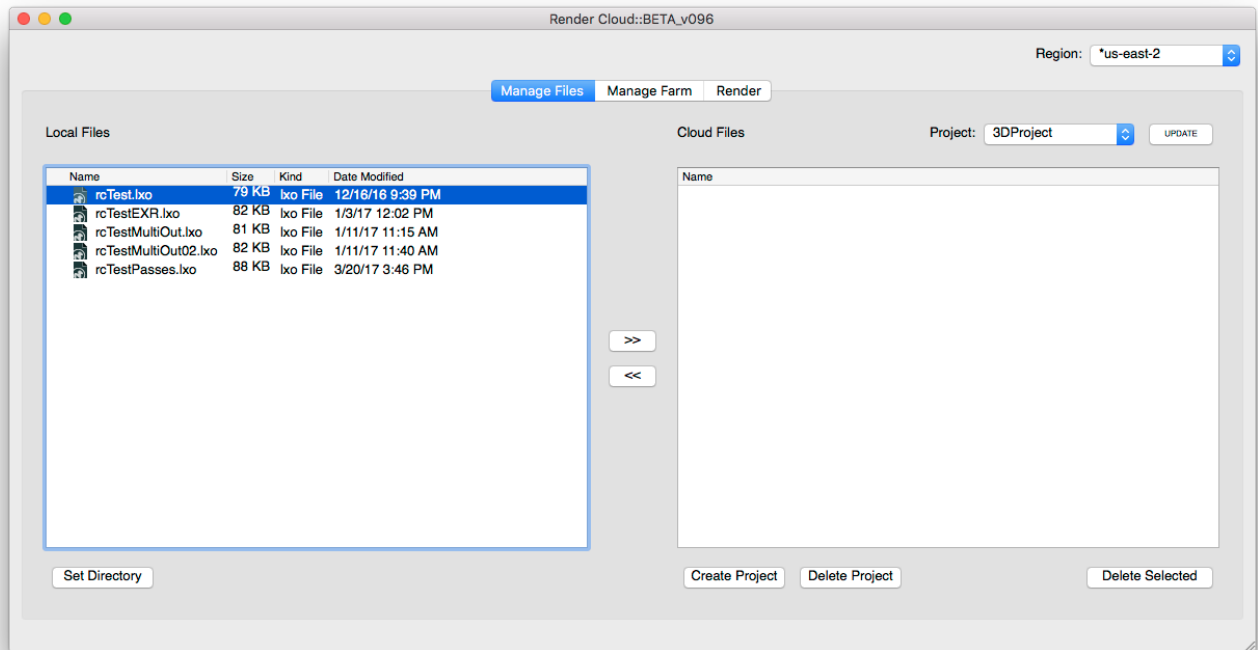 Render Cloud::BETA_v096
Region: *us-east-2
Manage Files Manage Farm Render
Local Files
Cloud Files Project: 3DProject UPDATE
Name Size Kind Date Modified
rcTest.lxo 79 KB lxo File 12/16/16 9:39 PM
rcTestEXR.lxo 82 KB lxo File 1/3/17 12:02 PM
rcTestMultiOut.lxo 81 KB lxo File 1/11/17 11:15 AM
rcTestMultiOut02.lxo 82 KB lxo File 1/11/17 11:40 AM
rcTestPasses.lxo 88 KB lxo File 3/20/17 3:46 PM
Name
>>
<<
Set Directory
Create Project Delete Project Delete Selected